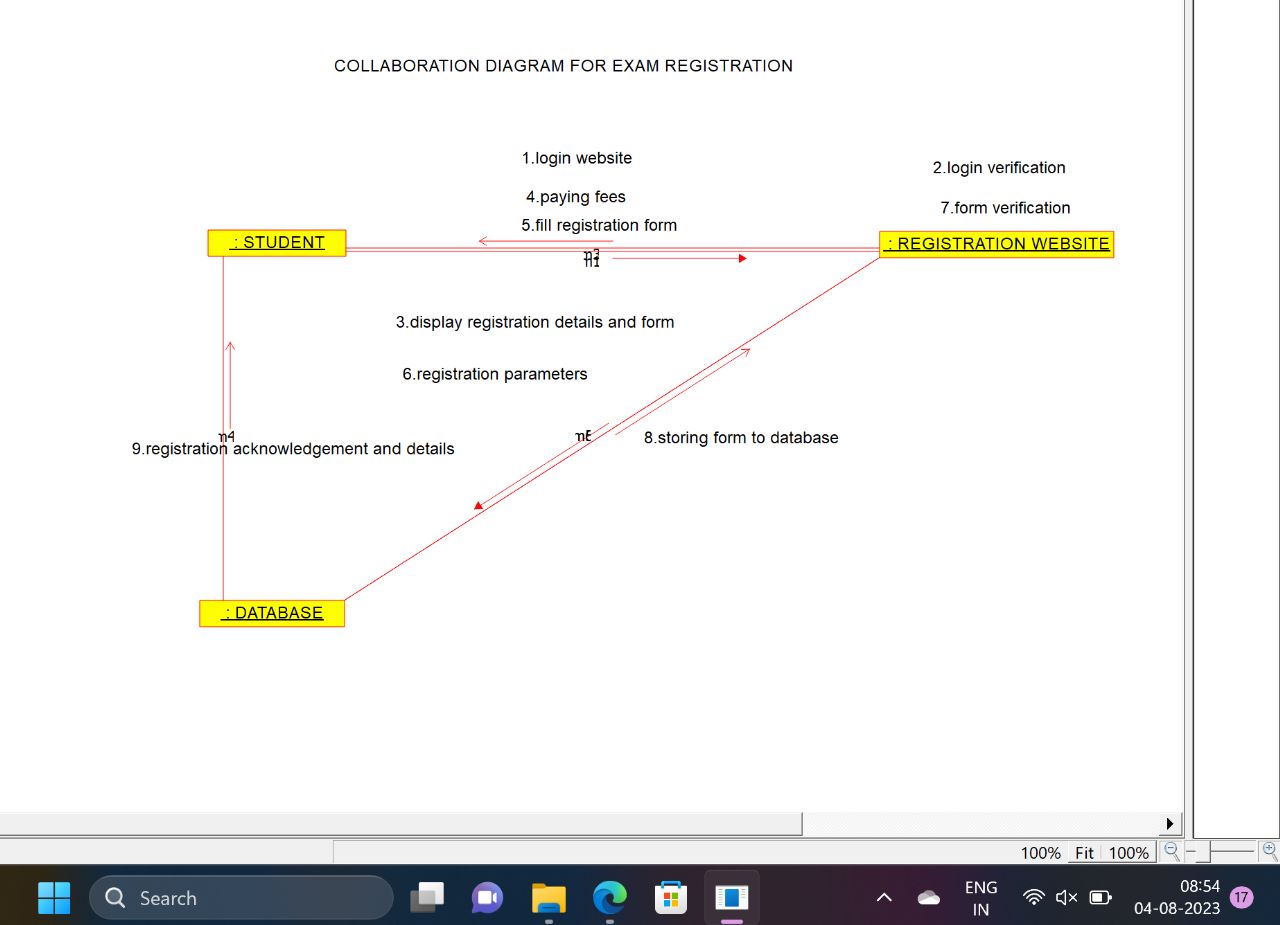 COLLABORATION DIAGRAM FOR EXAM REGISTRATION
1.login website
2.login verification
4.paying fees
7.form verification
5.fill registration form
: STUDENT
: REGISTRATION WEBSITE
3.display registration details and form
6.registration parameters
8.storing form to database
9.registration acknowledgement and details
: DATABASE
100% Fit 100%
Search
ENG
IN
08:54
04-08-2023
17